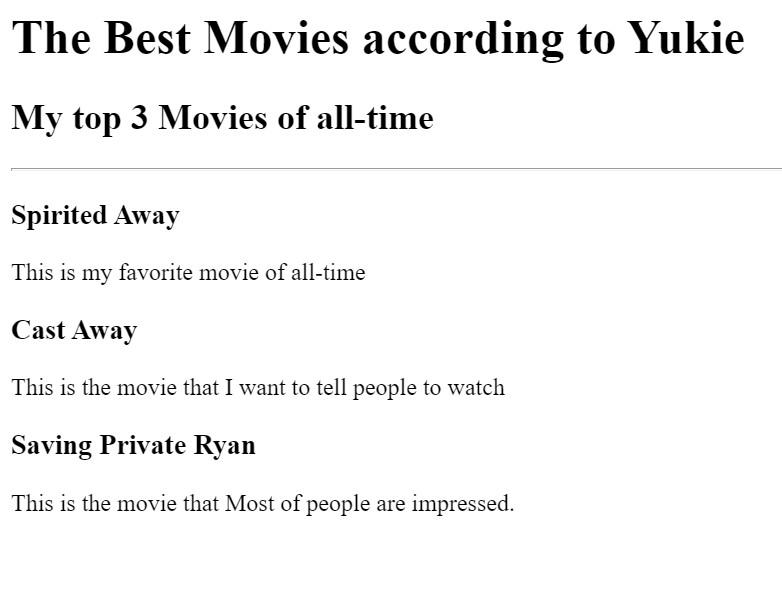 The Best Movies according to Yukie
My top 3 Movies of all-time
Spirited Away
This is my favorite movie of all-time
Cast Away
This is the movie that I want to tell people to watch
Saving Private Ryan
This is the movie that Most of people are impressed.